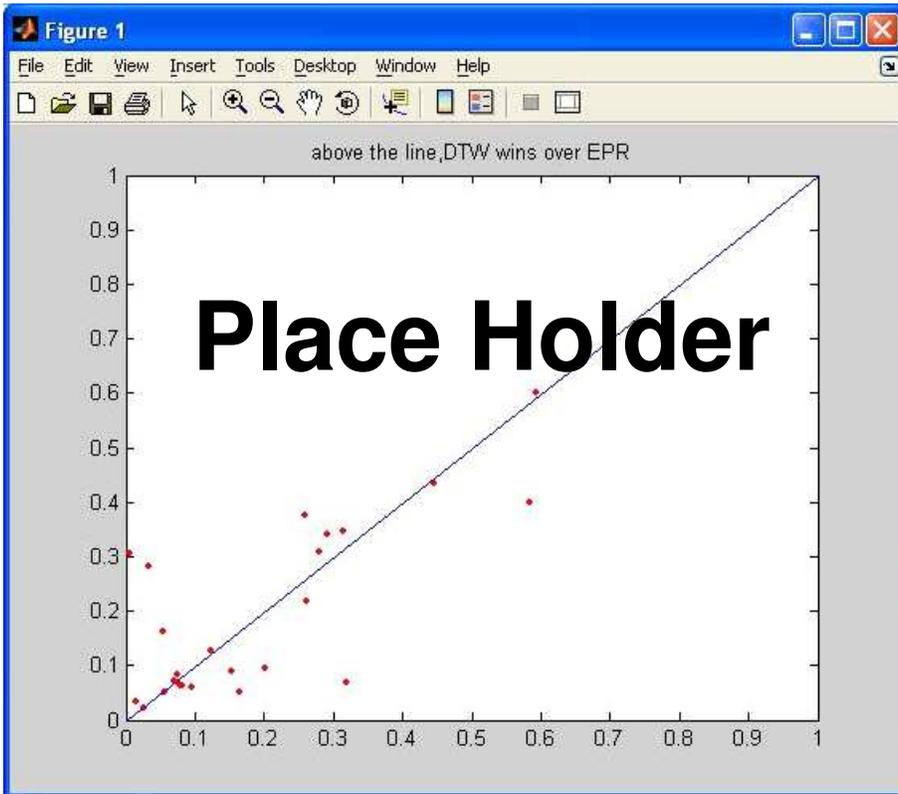 Figure 1
File Edit View Insert Tools Desktop Window Help
above the line,DTW wins over EPR
1
0.9
0.8
Place Holder
0.7
0.6
0.5
0.4
0.3
0.2
0.1
0
0 0.1 0.2 0.3 0.4 0.5 0.6 0.7 0.8 0.9 1